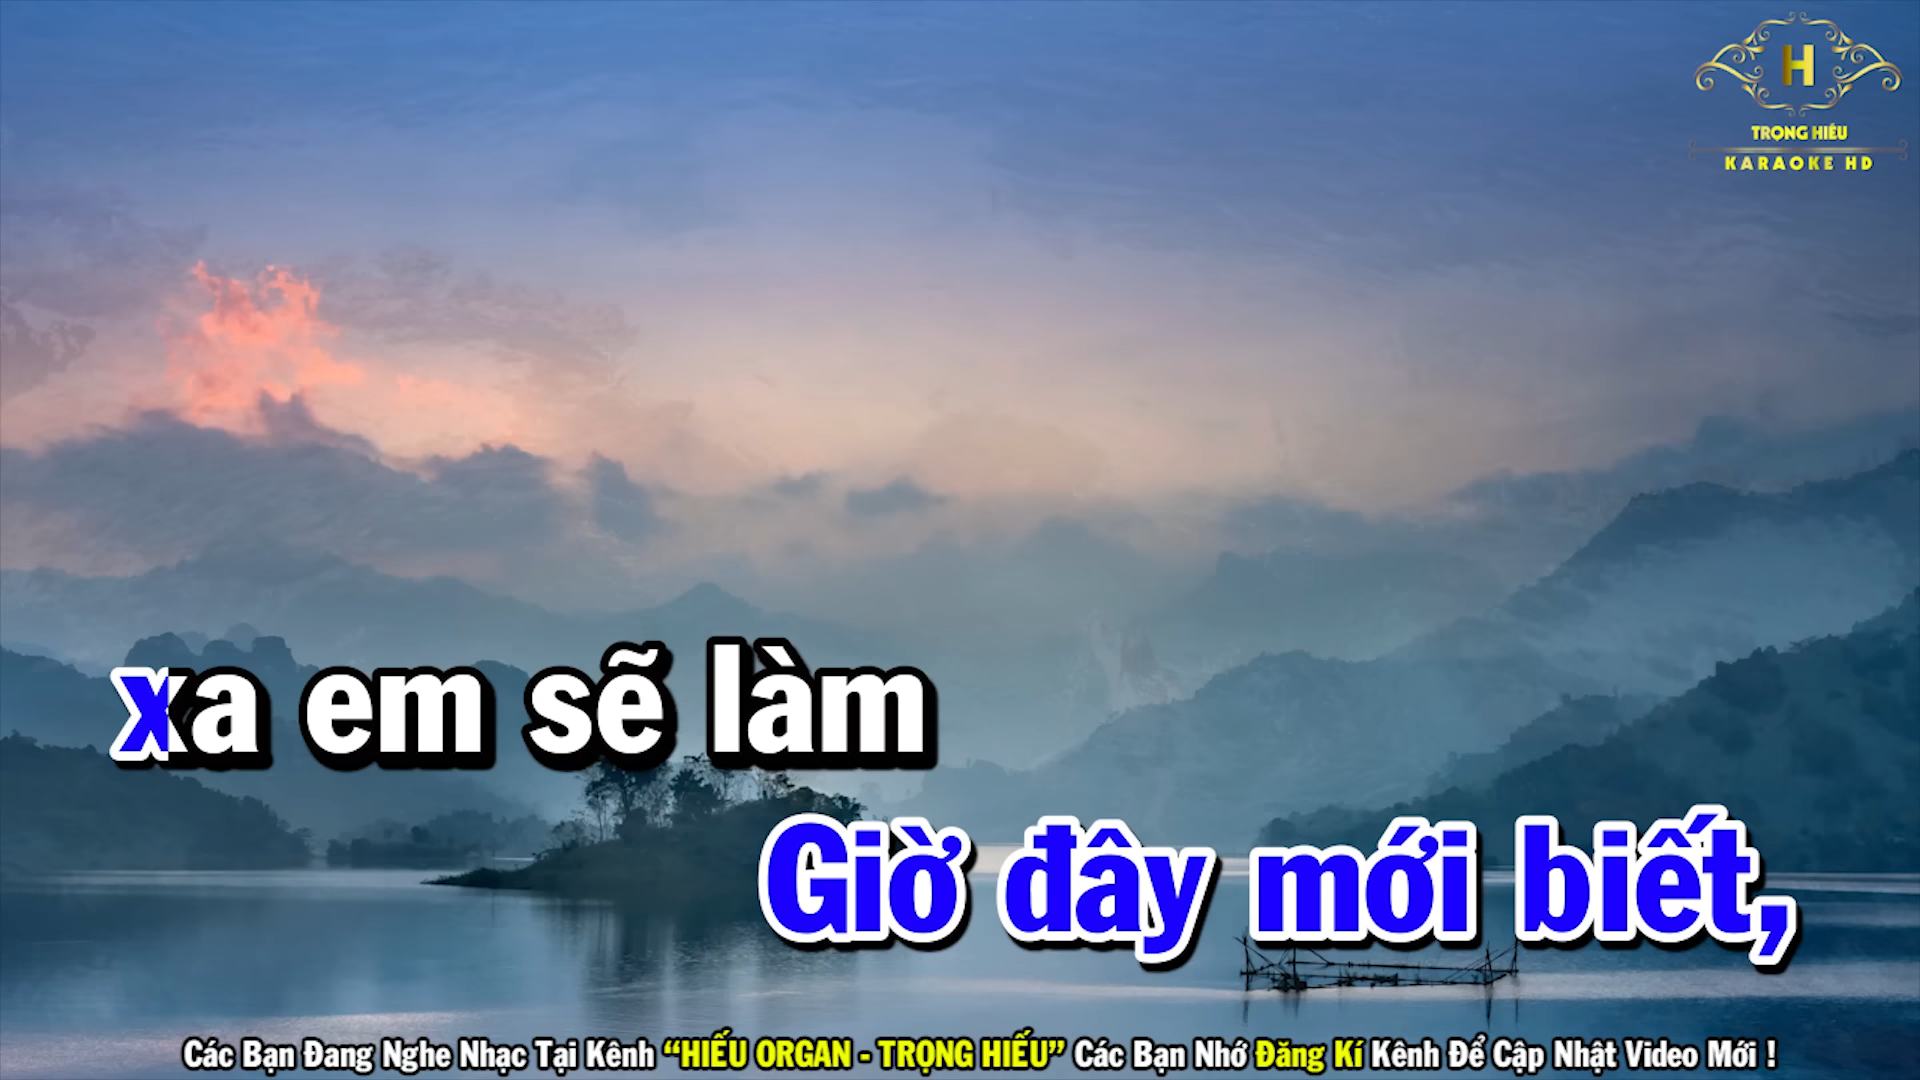 H
TRỌNG HIẾU
KARAOKE HD
xa em sẽ làm
Giờ đây mới biết,
Các Bạn Đang Nghe Nhạc Tại Kênh “HIẾU ORGAN - TRỌNG HIẾU” Các Bạn Nhớ Đăng Kí Kênh Để Cập Nhật Video Mới !